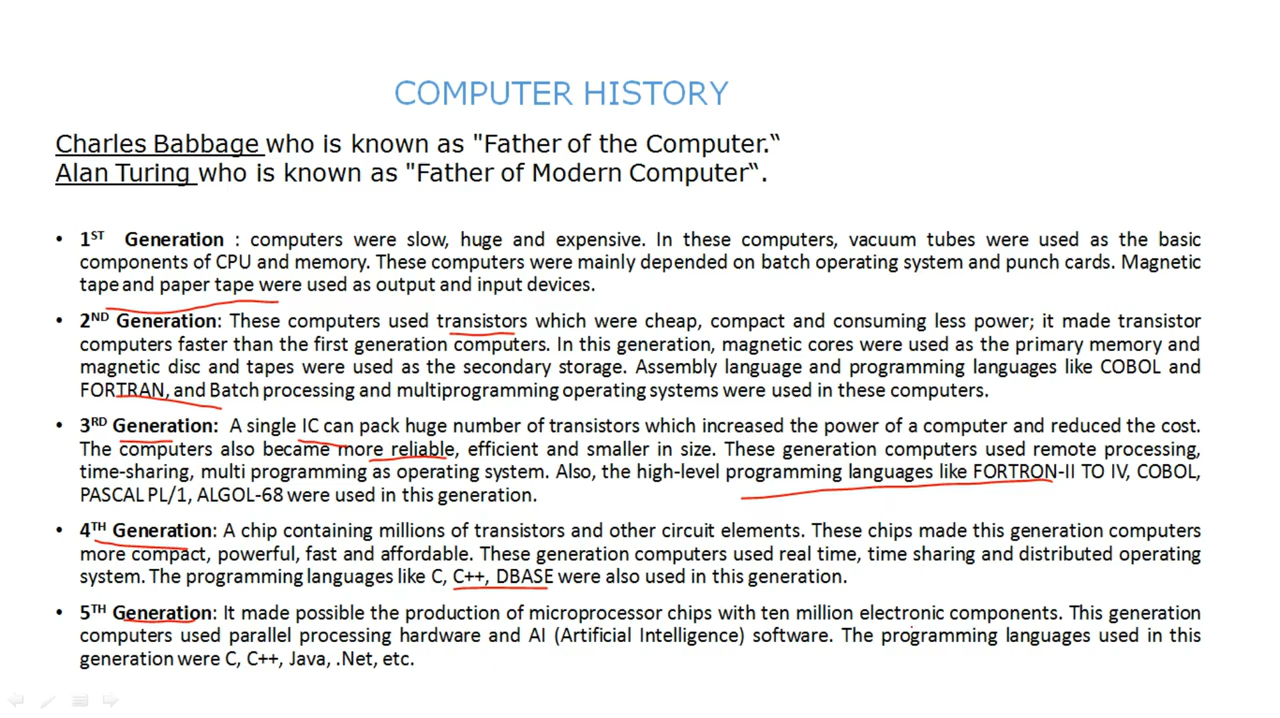 COMPUTER HISTORY
Charles Babbage who is known as "Father of the Computer.“
Alan Turing who is known as "Father of Modern Computer“.
• 1ST Generation : computers were slow, huge and expensive. In these computers, vacuum tubes were used as the basic
components of CPU and memory. These computers were mainly depended on batch operating system and punch cards. Magnetic
tape and paper tape were used as output and input devices.
• 2ND Generation: These computers used transistors which were cheap, compact and consuming less power; it made transistor
computers faster than the first generation computers. In this generation, magnetic cores were used as the primary memory and
magnetic disc and tapes were used as the secondary storage. Assembly language and programming languages like COBOL and
FORTRAN, and Batch processing and multiprogramming operating systems were used in these computers.
• 3RD Generation: A single IC can pack huge number of transistors which increased the power of a computer and reduced the cost.
The computers also became more reliable, efficient and smaller in size. These generation computers used remote processing,
time-sharing, multi programming as operating system. Also, the high-level programming languages like FORTRON-II TO IV, COBOL,
PASCAL PL/1, ALGOL-68 were used in this generation.
• 4TH Generation: A chip containing millions of transistors and other circuit elements. These chips made this generation computers
more compact, powerful, fast and affordable. These generation computers used real time, time sharing and distributed operating
system. The programming languages like C, C++, DBASE were also used in this generation.
• 5TH Generation: It made possible the production of microprocessor chips with ten million electronic components. This generation
computers used parallel processing hardware and AI (Artificial Intelligence) software. The programming languages used in this
generation were C, C++, Java, .Net, etc.